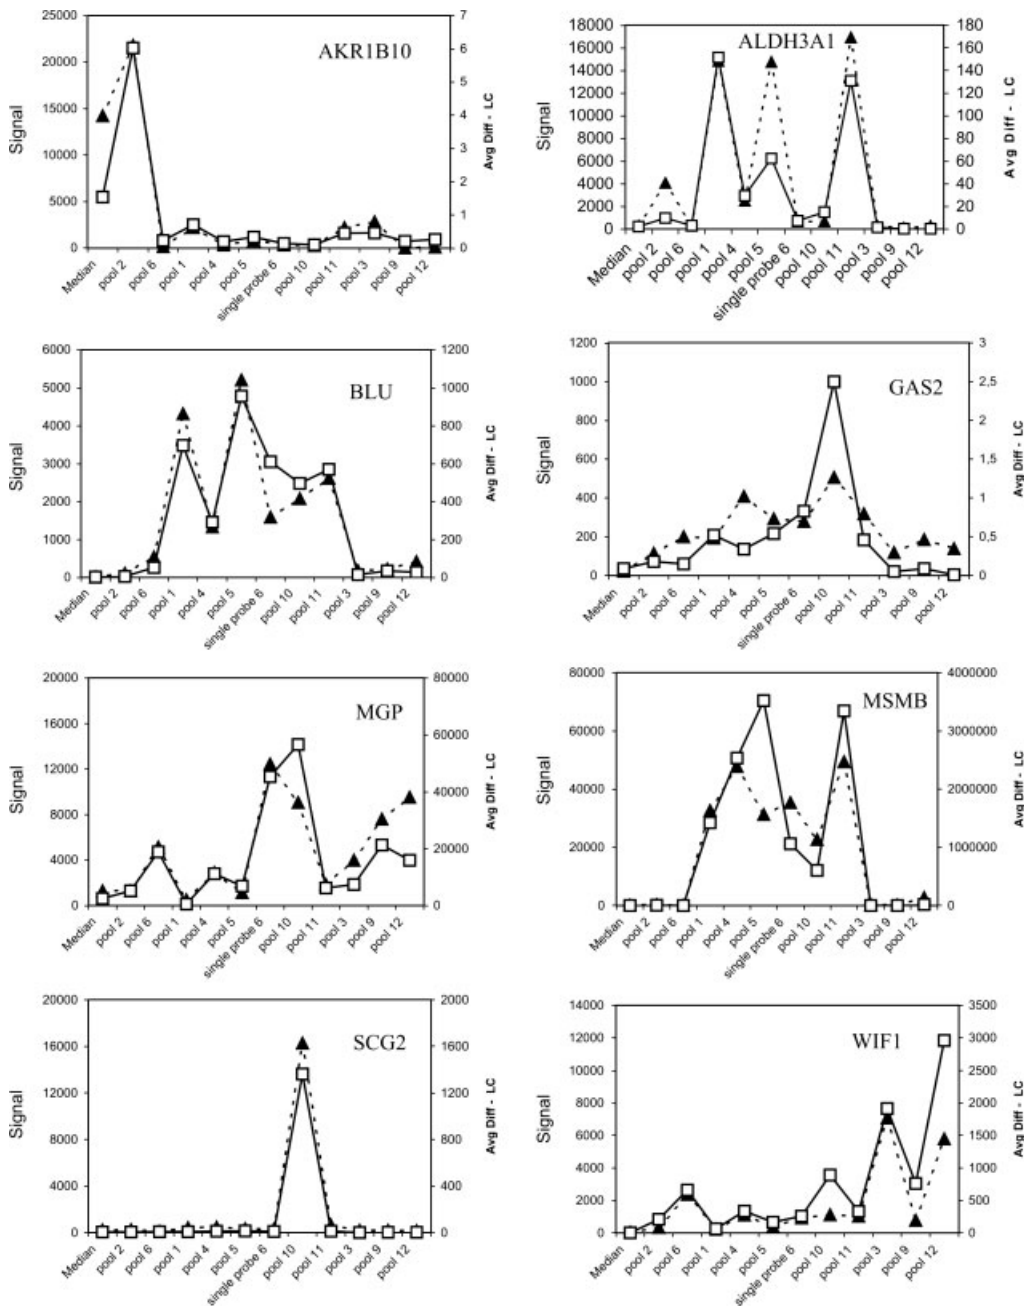 AKR1B10
Signal
25000
20000
15000
10000
5000
0
7
6
5
4
3
2
1
0
Avg Diff - LC
Median
pool 2
pool 6
pool 1
pool 4
pool 5
single probe 6
pool 10
pool 11
pool 3
pool 9
pool 12
ALDH3A1
Signal
18000
16000
14000
12000
10000
8000
6000
4000
2000
0
180
160
140
120
100
80
60
40
20
0
Avg Diff - LC
Median
pool 2
pool 6
pool 1
pool 4
pool 5
single probe 6
pool 10
pool 11
pool 3
pool 9
pool 12
BLU
Signal
6000
5000
4000
3000
2000
1000
0
1200
1000
800
600
400
200
0
Avg Diff - LC
Median
pool 2
pool 6
pool 1
pool 4
pool 5
single probe 6
pool 10
pool 11
pool 3
pool 9
pool 12
GAS2
Signal
1200
1000
800
600
400
200
0
3
2,5
2
1,5
1
0,5
0
Avg Diff - LC
Median
pool 2
pool 6
pool 1
pool 4
pool 5
single probe 6
pool 10
pool 11
pool 3
pool 9
pool 12
MGP
Signal
20000
16000
12000
8000
4000
0
80000
60000
40000
20000
0
Avg Diff - LC
Median
pool 2
pool 6
pool 1
pool 4
pool 5
single probe 6
pool 10
pool 11
pool 3
pool 9
pool 12
MSMB
Signal
80000
60000
40000
20000
0
4000000
3000000
2000000
1000000
0
Avg Diff - LC
Median
pool 2
pool 6
pool 1
pool 4
pool 5
single probe 6
pool 10
pool 11
pool 3
pool 9
pool 12
SCG2
Signal
20000
16000
12000
8000
4000
0
2000
1600
1200
800
400
0
Avg Diff - LC
Median
pool 2
pool 6
pool 1
pool 4
pool 5
single probe 6
pool 10
pool 11
pool 3
pool 9
pool 12
WIF1
Signal
14000
12000
10000
8000
6000
4000
2000
0
3500
3000
2500
2000
1500
1000
500
0
Avg Diff - LC
Median
pool 2
pool 6
pool 1
pool 4
pool 5
single probe 6
pool 10
pool 11
pool 3
pool 9
pool 12